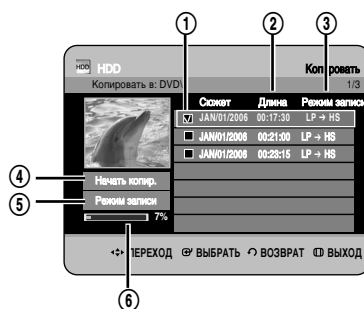 ① ② ③
HDD HDD Копировать
Копировать в: DVD\ 1/3
Сюжет Длина Режим записи
JAN/01/2006 00:17:30 LP → HS
JAN/01/2006 00:21:00 LP → HS
JAN/01/2006 00:23:15 LP → HS
④ Начать копир.
⑤ Режим записи
7%
ПЕРЕХОД ВЫБРАТЬ ВОЗВРАТ ВЫХОД
⑥